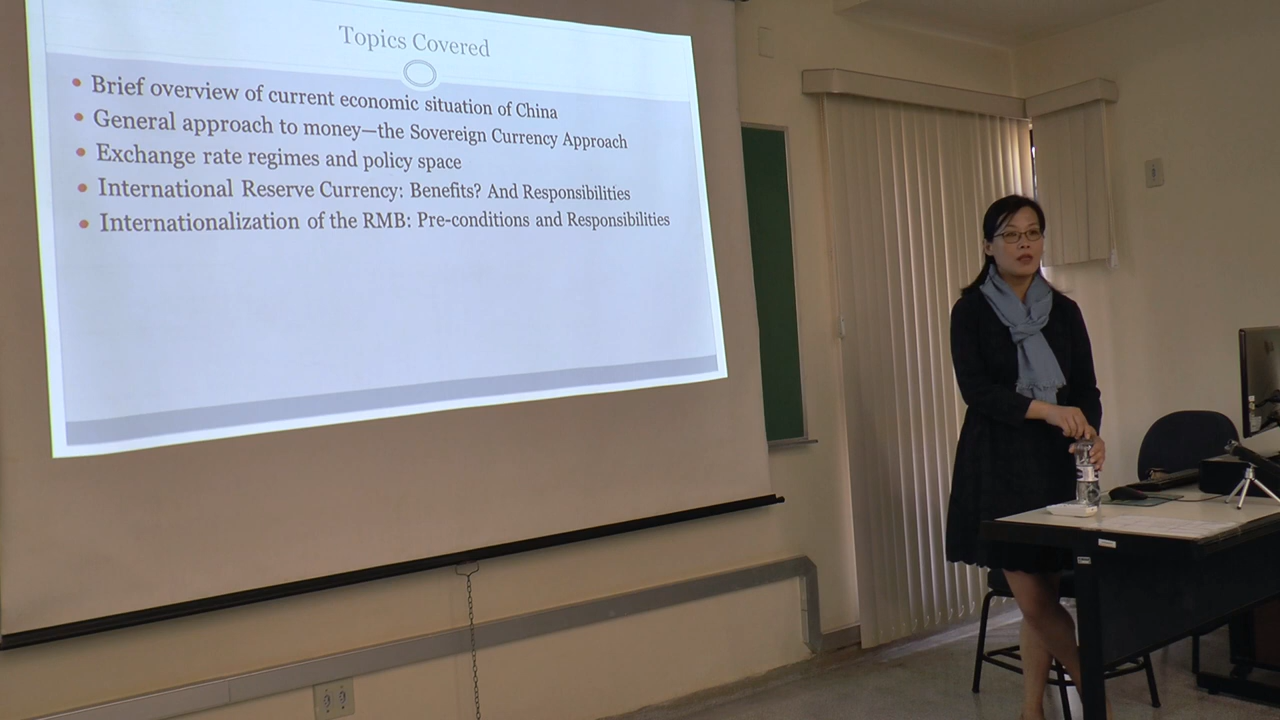 Topics Covered
Brief overview of current economic situation of China
General approach to money—the Sovereign Currency Approach
Exchange rate regimes and policy space
International Reserve Currency: Benefits? And Responsibilities
Internationalization of the RMB: Pre-conditions and Responsibilities